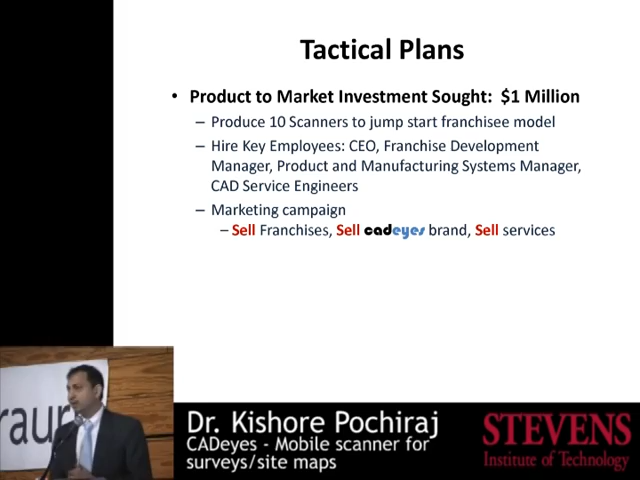 Tactical Plans
• Product to Market Investment Sought: $1 Million
– Produce 10 Scanners to jump start franchisee model
– Hire Key Employees: CEO, Franchise Development
Manager, Product and Manufacturing Systems Manager,
CAD Service Engineers
– Marketing campaign
– Sell Franchises, Sell cadeyes brand, Sell services
Dr. Kishore Pochiraj
CADeyes - Mobile scanner for
surveys/site maps
STEVENS
Institute of Technology